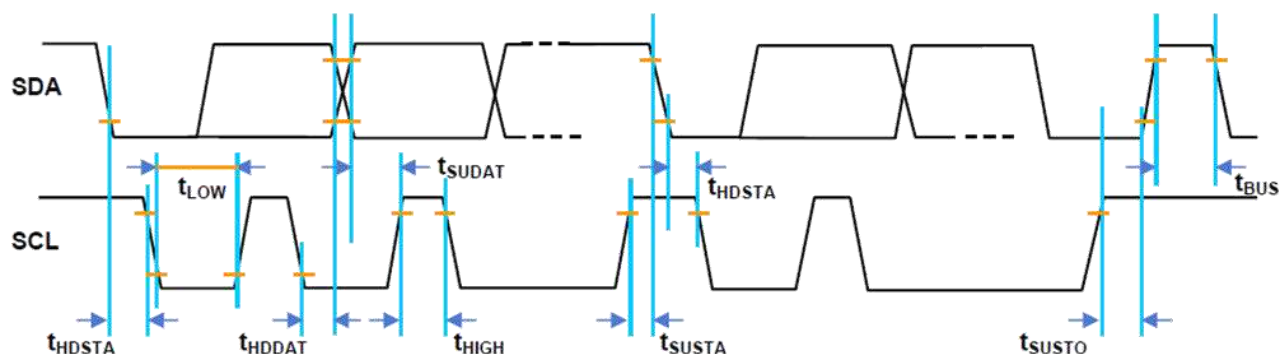 SDA
tLOW
tSUDAT
tHDSTA
tBUS
SCL
tHDSTA
tHDDAT
tHIGH
tSUSTA
tSUSTO